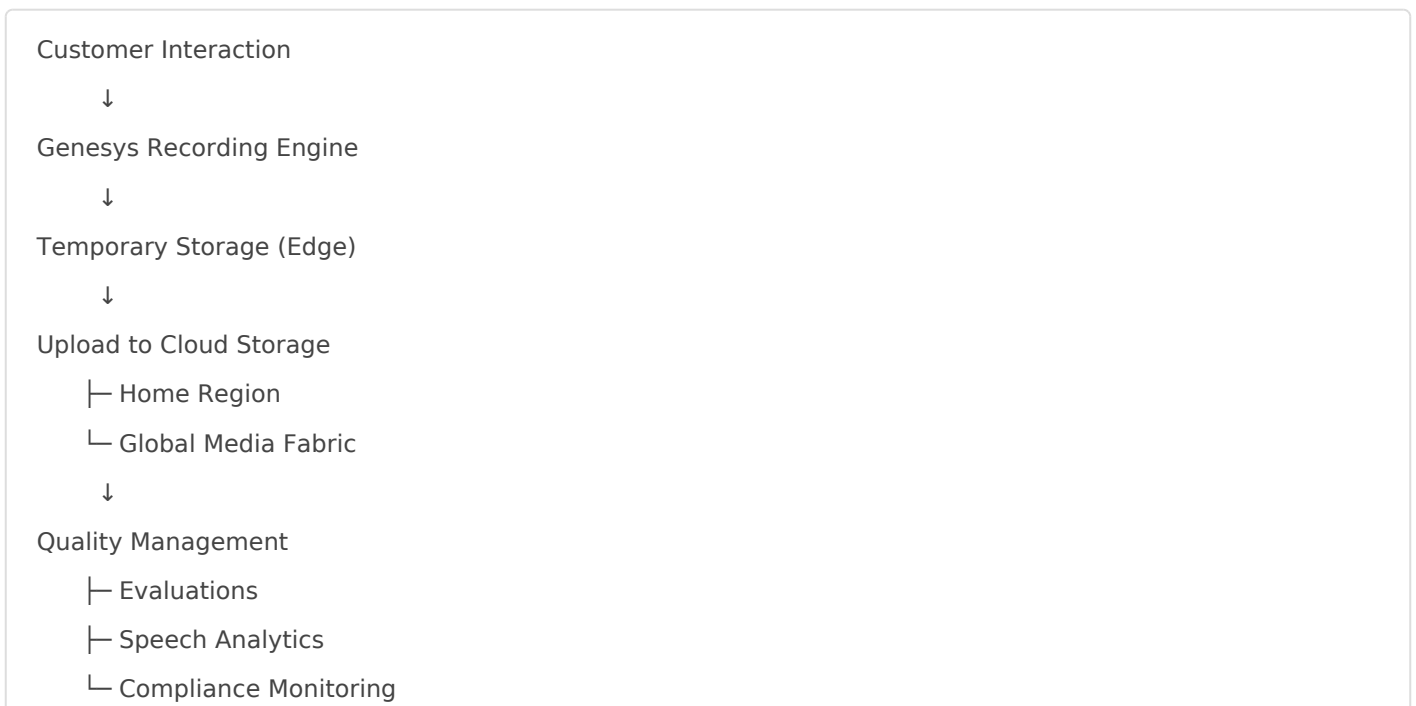 Customer Interaction
↓
Genesys Recording Engine
↓
Temporary Storage (Edge)
↓
Upload to Cloud Storage
├─ Home Region
└─ Global Media Fabric
↓
Quality Management
├─ Evaluations
├─ Speech Analytics
└─ Compliance Monitoring